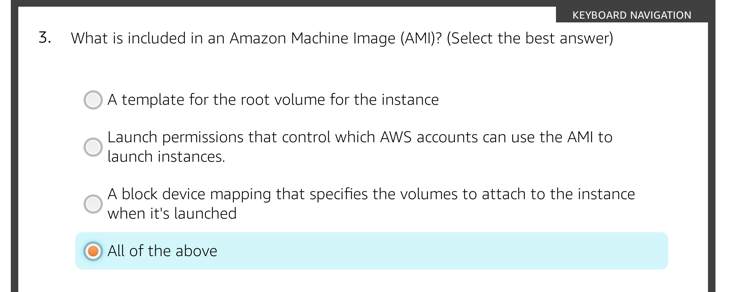 KEYBOARD NAVIGATION
3. What is included in an Amazon Machine Image (AMI)? (Select the best answer)
A template for the root volume for the instance
Launch permissions that control which AWS accounts can use the AMI to
launch instances.
A block device mapping that specifies the volumes to attach to the instance
when it's launched
All of the above